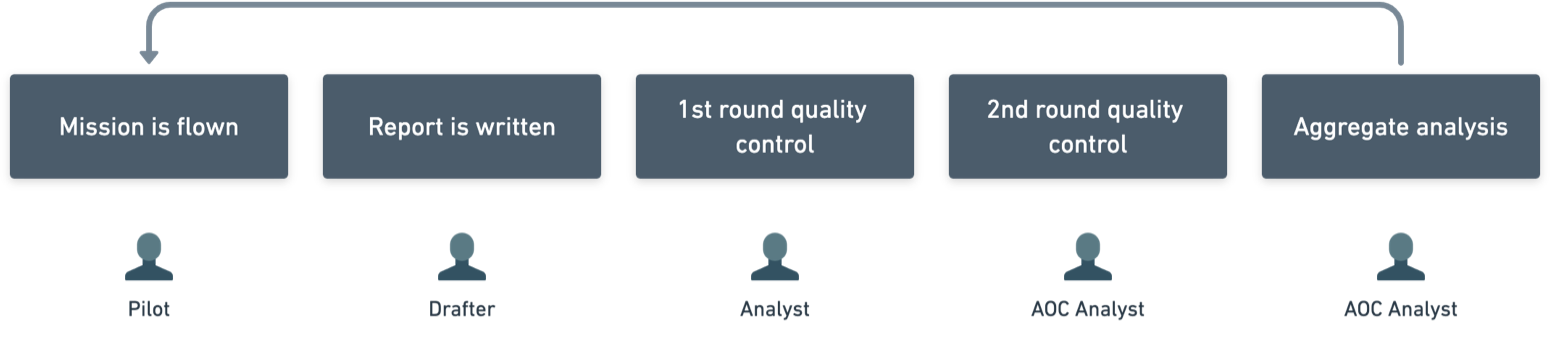 Mission is flown
Report is written
1st round quality
control
2nd round quality
control
Aggregate analysis
Pilot
Drafter
Analyst
AOC Analyst
AOC Analyst